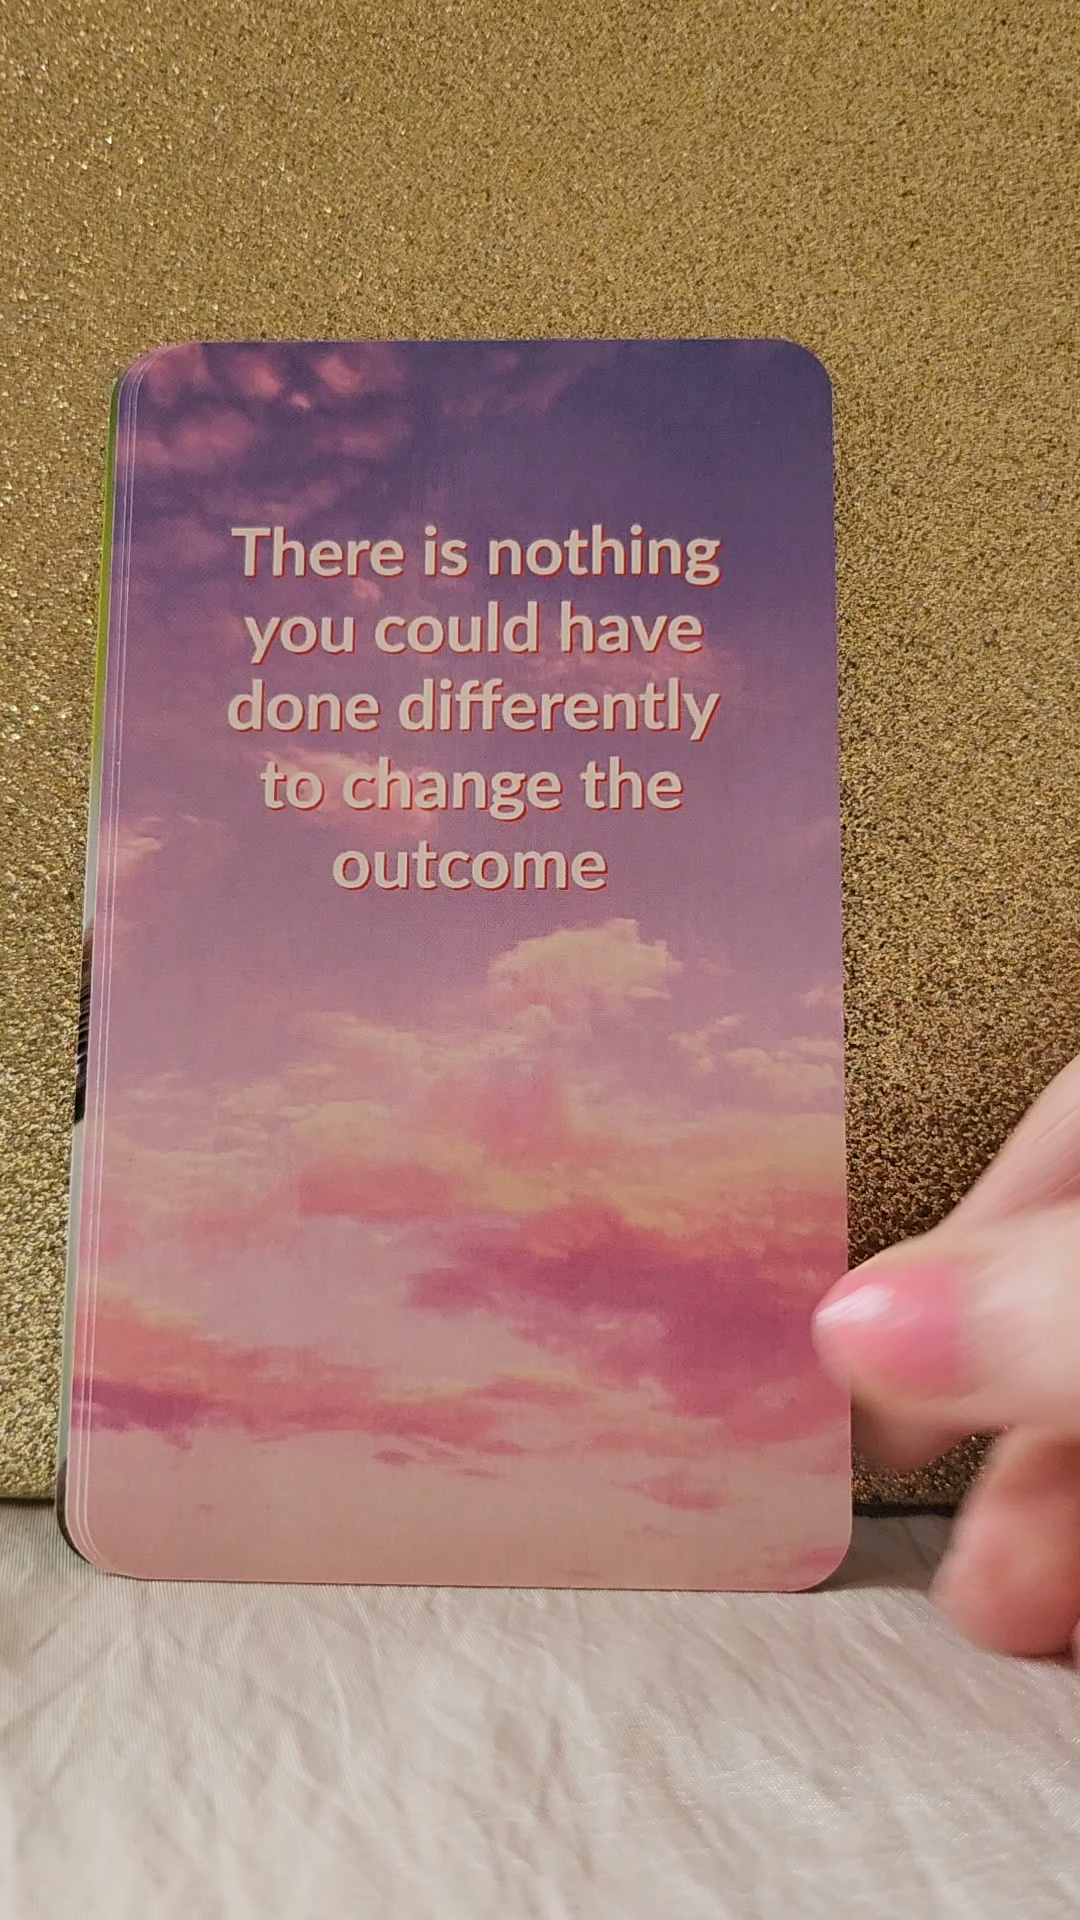 There is nothing
you could have
done differently
to change the
outcome